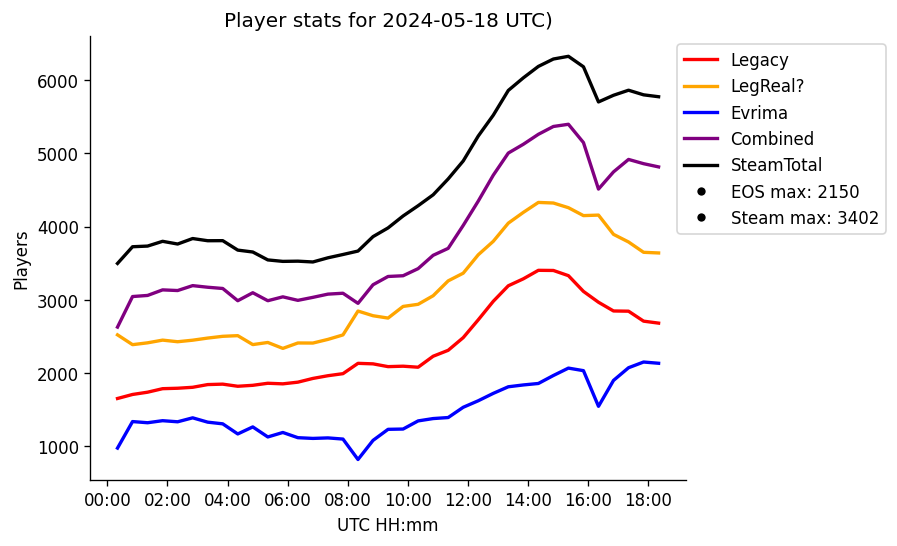 Player stats for 2024-05-18 UTC)
Legacy
LegReal?
Evrima
Combined
SteamTotal
EOS max: 2150
Steam max: 3402
Players
6000
5000
4000
3000
2000
1000
00:00 02:00 04:00 06:00 08:00 10:00 12:00 14:00 16:00 18:00
UTC HH:mm